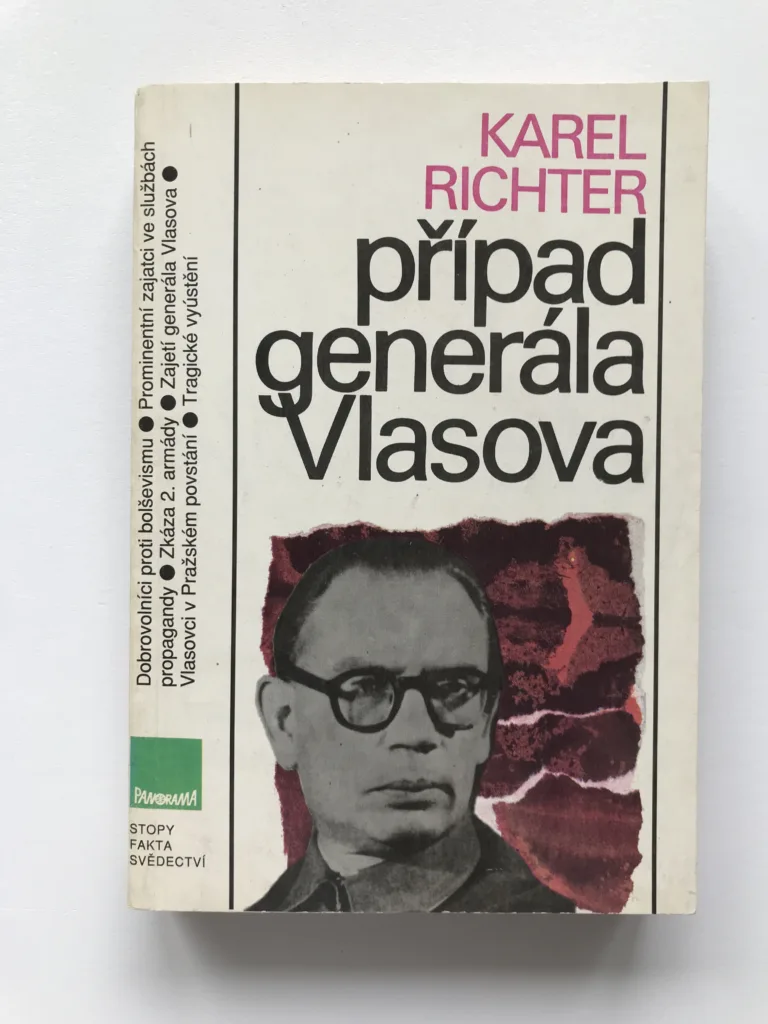 KAREL
RICHTER
případ
generála
Vlasova
Dobrovolníci proti bolševismu ● Prominentní zajatci ve službách
propagandy ● Zkáza 2. armády ● Zajetí generála Vlasova ●
Vlasovci v Pražském povstání ● Tragické vyústění
PANORAMA
STOPY
FAKTA
SVĚDECTVÍ